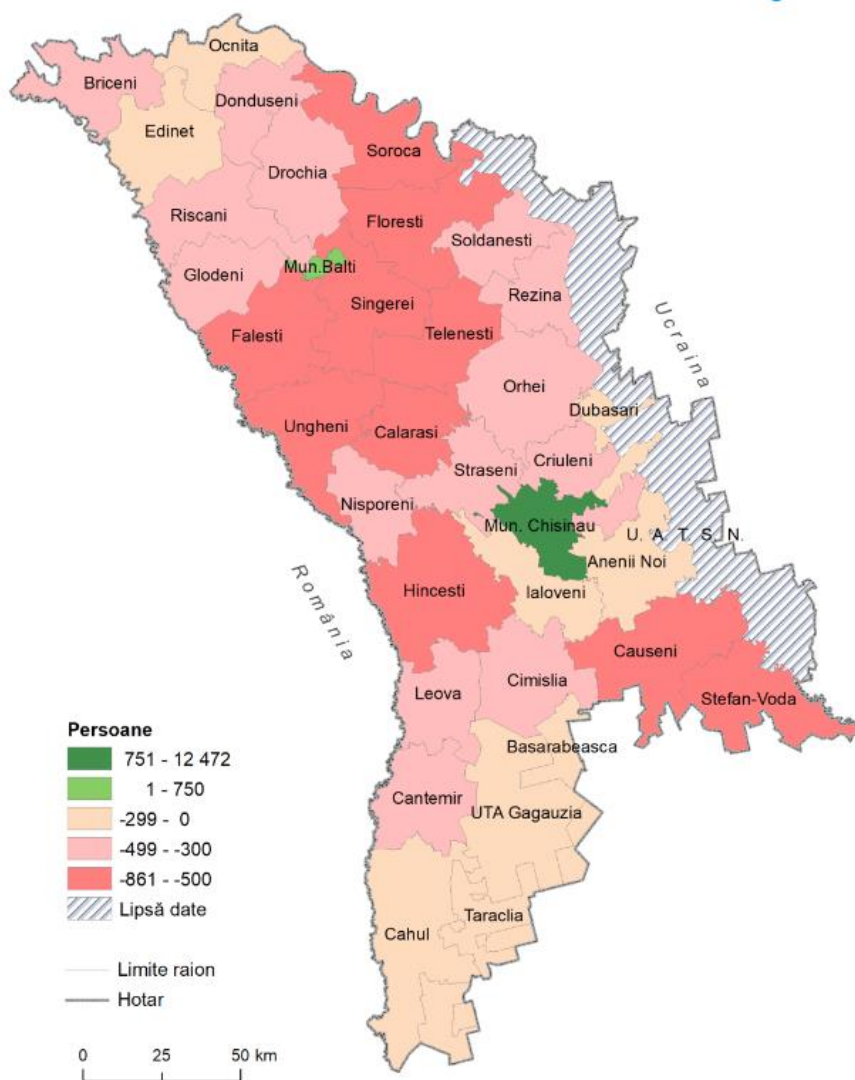 Ocnita
Briceni
Donduseni
Edinet
Soroca
Drochia
Riscani
Floresti
Soldanesti
Glodeni
Mun.Balti
Rezina
Singerei
Falesti
Telenesti
Ucraina
Orhei
Dubasari
Ungheni
Calarasi
Straseni
Criuleni
Nisporeni
Mun. Chisinau
U. A. T. S. N.
Anenii Noi
Hincesti
Ialoveni
România
Causeni
Cimislia
Leova
Stefan-Voda
Basarabeasca
Cantemir
UTA Gagauzia
Taraclia
Cahul
Persoane
751 - 12 472
1 - 750
-299 - 0
-499 - -300
-861 - -500
Lipsă date
Limite raion
Hotar
0 25 50 km